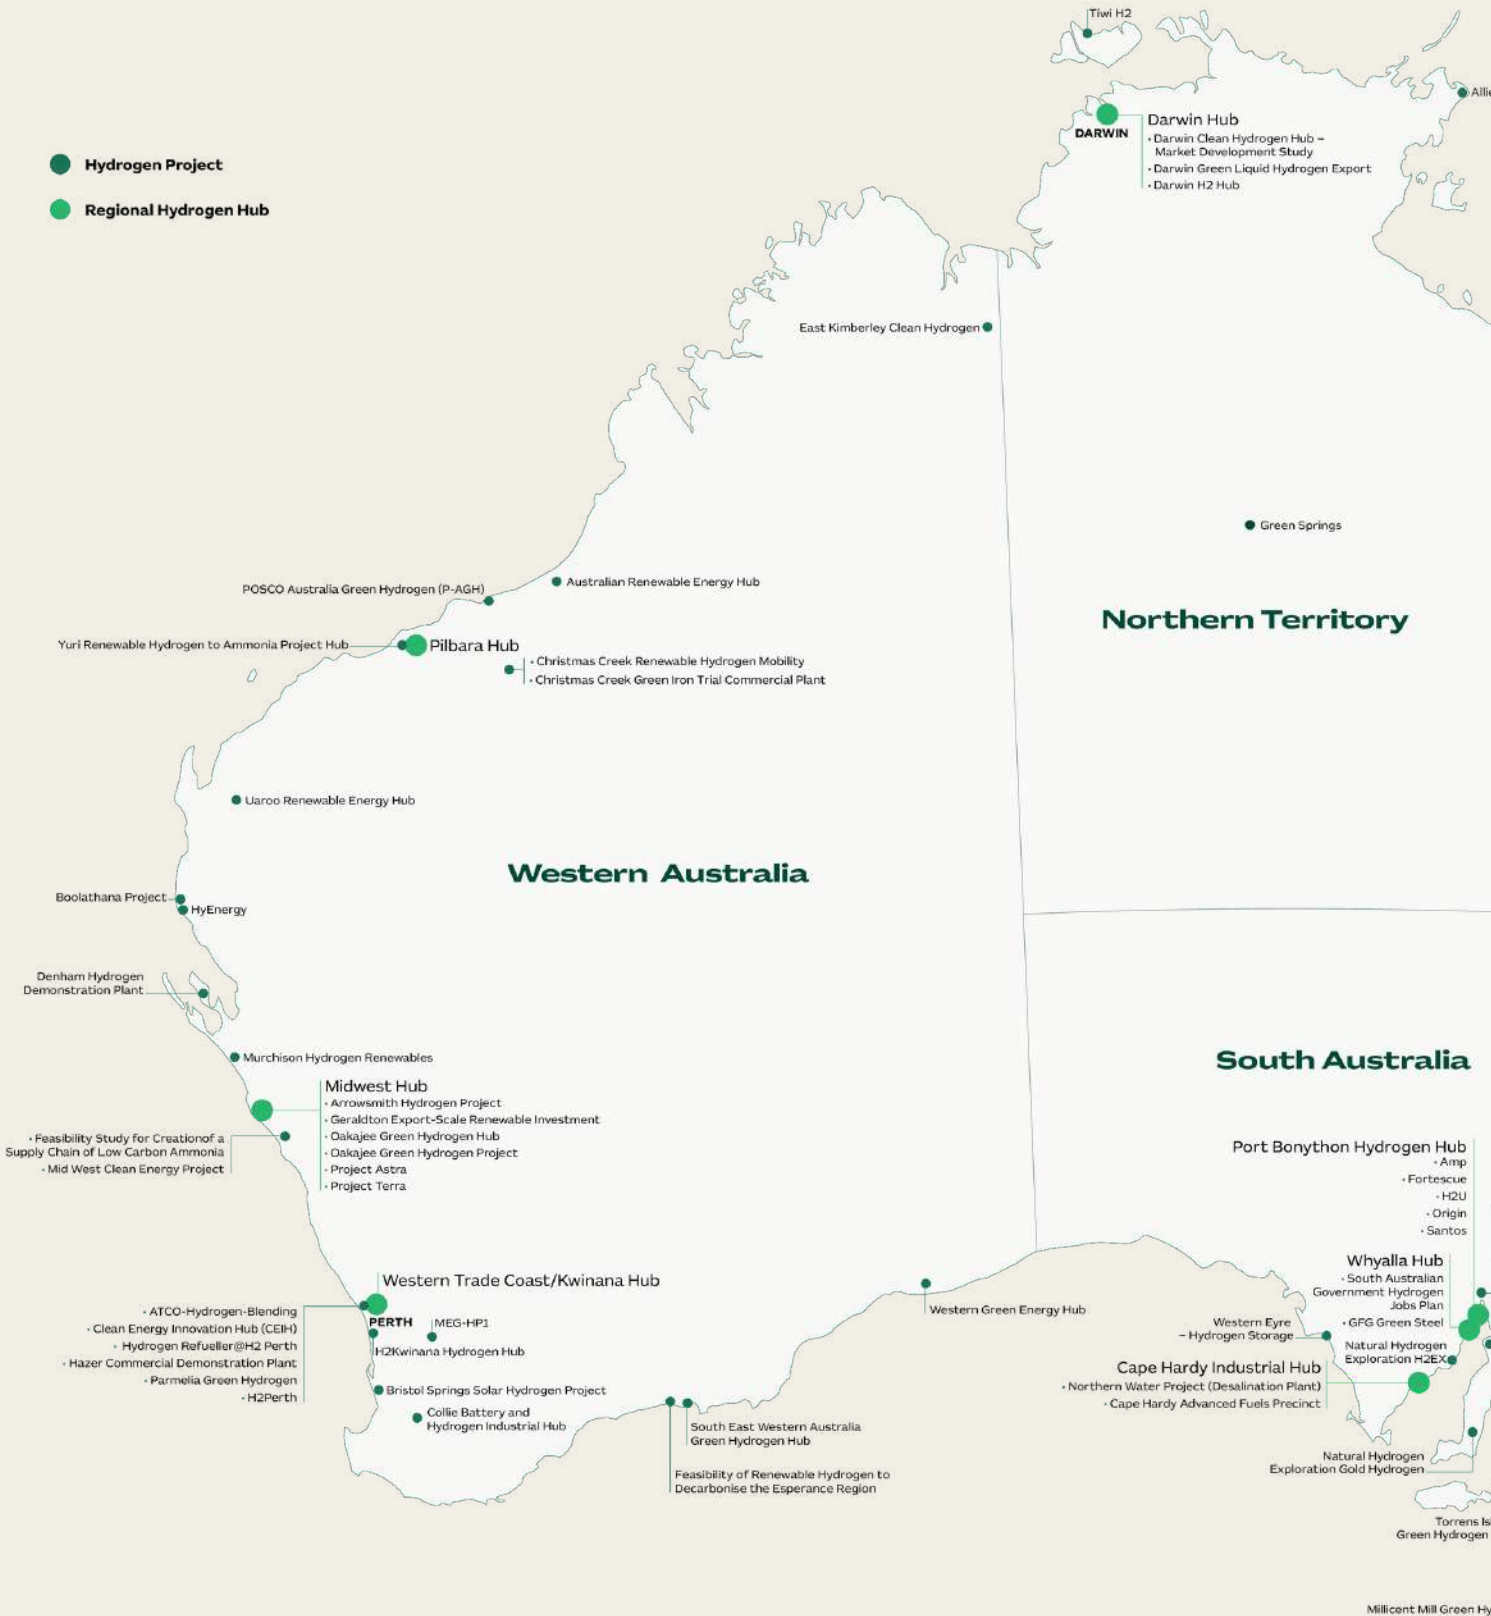 Tiwi H2
Allie
DARWIN
Darwin Hub
• Darwin Clean Hydrogen Hub –
Market Development Study
• Darwin Green Liquid Hydrogen Export
• Darwin H2 Hub
Hydrogen Project
Regional Hydrogen Hub
East Kimberley Clean Hydrogen
Green Springs
POSCO Australia Green Hydrogen (P-AGH)
Australian Renewable Energy Hub
Northern Territory
Yuri Renewable Hydrogen to Ammonia Project Hub
Pilbara Hub
• Christmas Creek Renewable Hydrogen Mobility
• Christmas Creek Green Iron Trial Commercial Plant
Uaroo Renewable Energy Hub
Western Australia
Boolathana Project
HyEnergy
Denham Hydrogen
Demonstration Plant
Murchison Hydrogen Renewables
South Australia
Midwest Hub
• Arrowsmith Hydrogen Project
• Geraldton Export-Scale Renewable Investment
• Oakajee Green Hydrogen Hub
• Oakajee Green Hydrogen Project
• Project Astra
• Project Terra
• Feasibility Study for Creationof a
Supply Chain of Low Carbon Ammonia
• Mid West Clean Energy Project
Port Bonython Hydrogen Hub
• Amp
• Fortescue
• H2U
• Origin
• Santos
Whyalla Hub
• South Australian
Government Hydrogen
Jobs Plan
• GFG Green Steel
Western Trade Coast/Kwinana Hub
• ATCO-Hydrogen-Blending
• Clean Energy Innovation Hub (CEIH)
• Hydrogen Refueller@H2 Perth
• Hazer Commercial Demonstration Plant
• Parmelia Green Hydrogen
• H2Perth
PERTH
MEG-HP1
H2Kwinana Hydrogen Hub
Bristol Springs Solar Hydrogen Project
Collie Battery and
Hydrogen Industrial Hub
Western Green Energy Hub
Western Eyre
– Hydrogen Storage
Natural Hydrogen
Exploration H2EX
Cape Hardy Industrial Hub
• Northern Water Project (Desalination Plant)
• Cape Hardy Advanced Fuels Precinct
South East Western Australia
Green Hydrogen Hub
Feasibility of Renewable Hydrogen to
Decarbonise the Esperance Region
Natural Hydrogen
Exploration Gold Hydrogen
Torrens Is
Green Hydrogen
Millicent Mill Green Hy